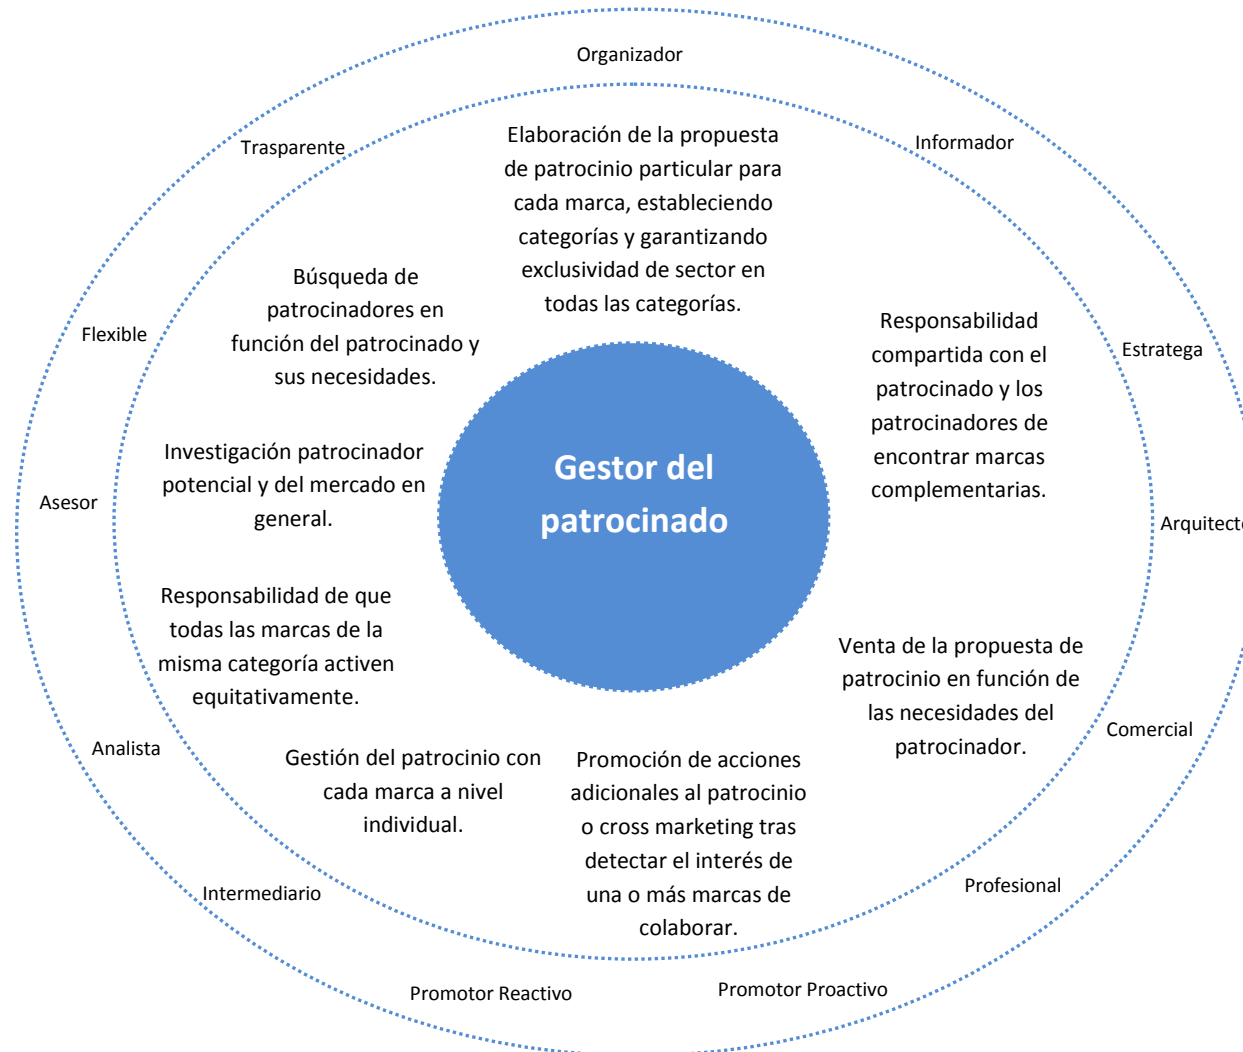 Organizador
Trasparente
Informador
Elaboración de la propuesta
de patrocinio particular para
cada marca, estableciendo
categorías y garantizando
exclusividad de sector en
todas las categorías.
Búsqueda de
patrocinadores en
función del patrocinado y
sus necesidades.
Flexible
Responsabilidad
compartida con el
patrocinado y los
patrocinadores de
encontrar marcas
complementarias.
Estratega
Gestor del
patrocinado
Investigación patrocinador
potencial y del mercado en
general.
Asesor
Arquitecto
Responsabilidad de que
todas las marcas de la
misma categoría activen
equitativamente.
Venta de la propuesta de
patrocinio en función de
las necesidades del
patrocinador.
Analista
Comercial
Gestión del patrocinio con
cada marca a nivel
individual.
Promoción de acciones
adicionales al patrocinio
o cross marketing tras
detectar el interés de
una o más marcas de
colaborar.
Intermediario
Profesional
Promotor Reactivo
Promotor Proactivo